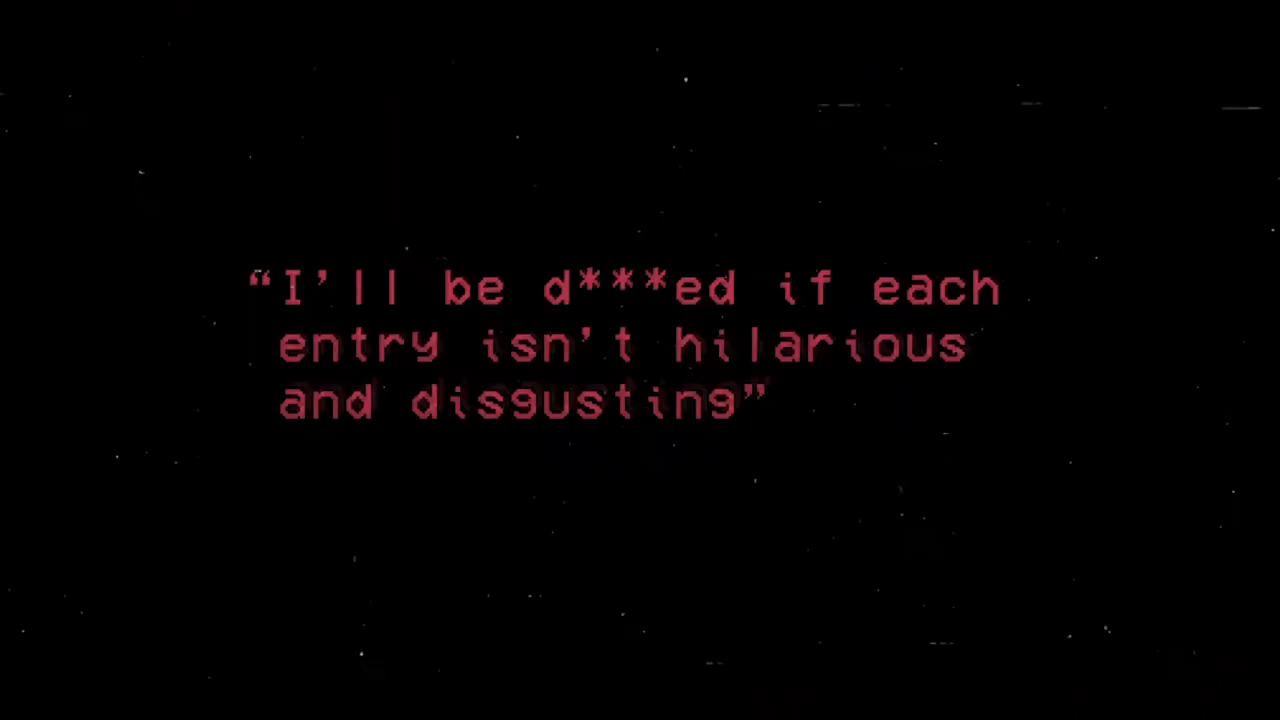 “I’ll be d***ed if each
entry isn’t hilarious
and disgusting”